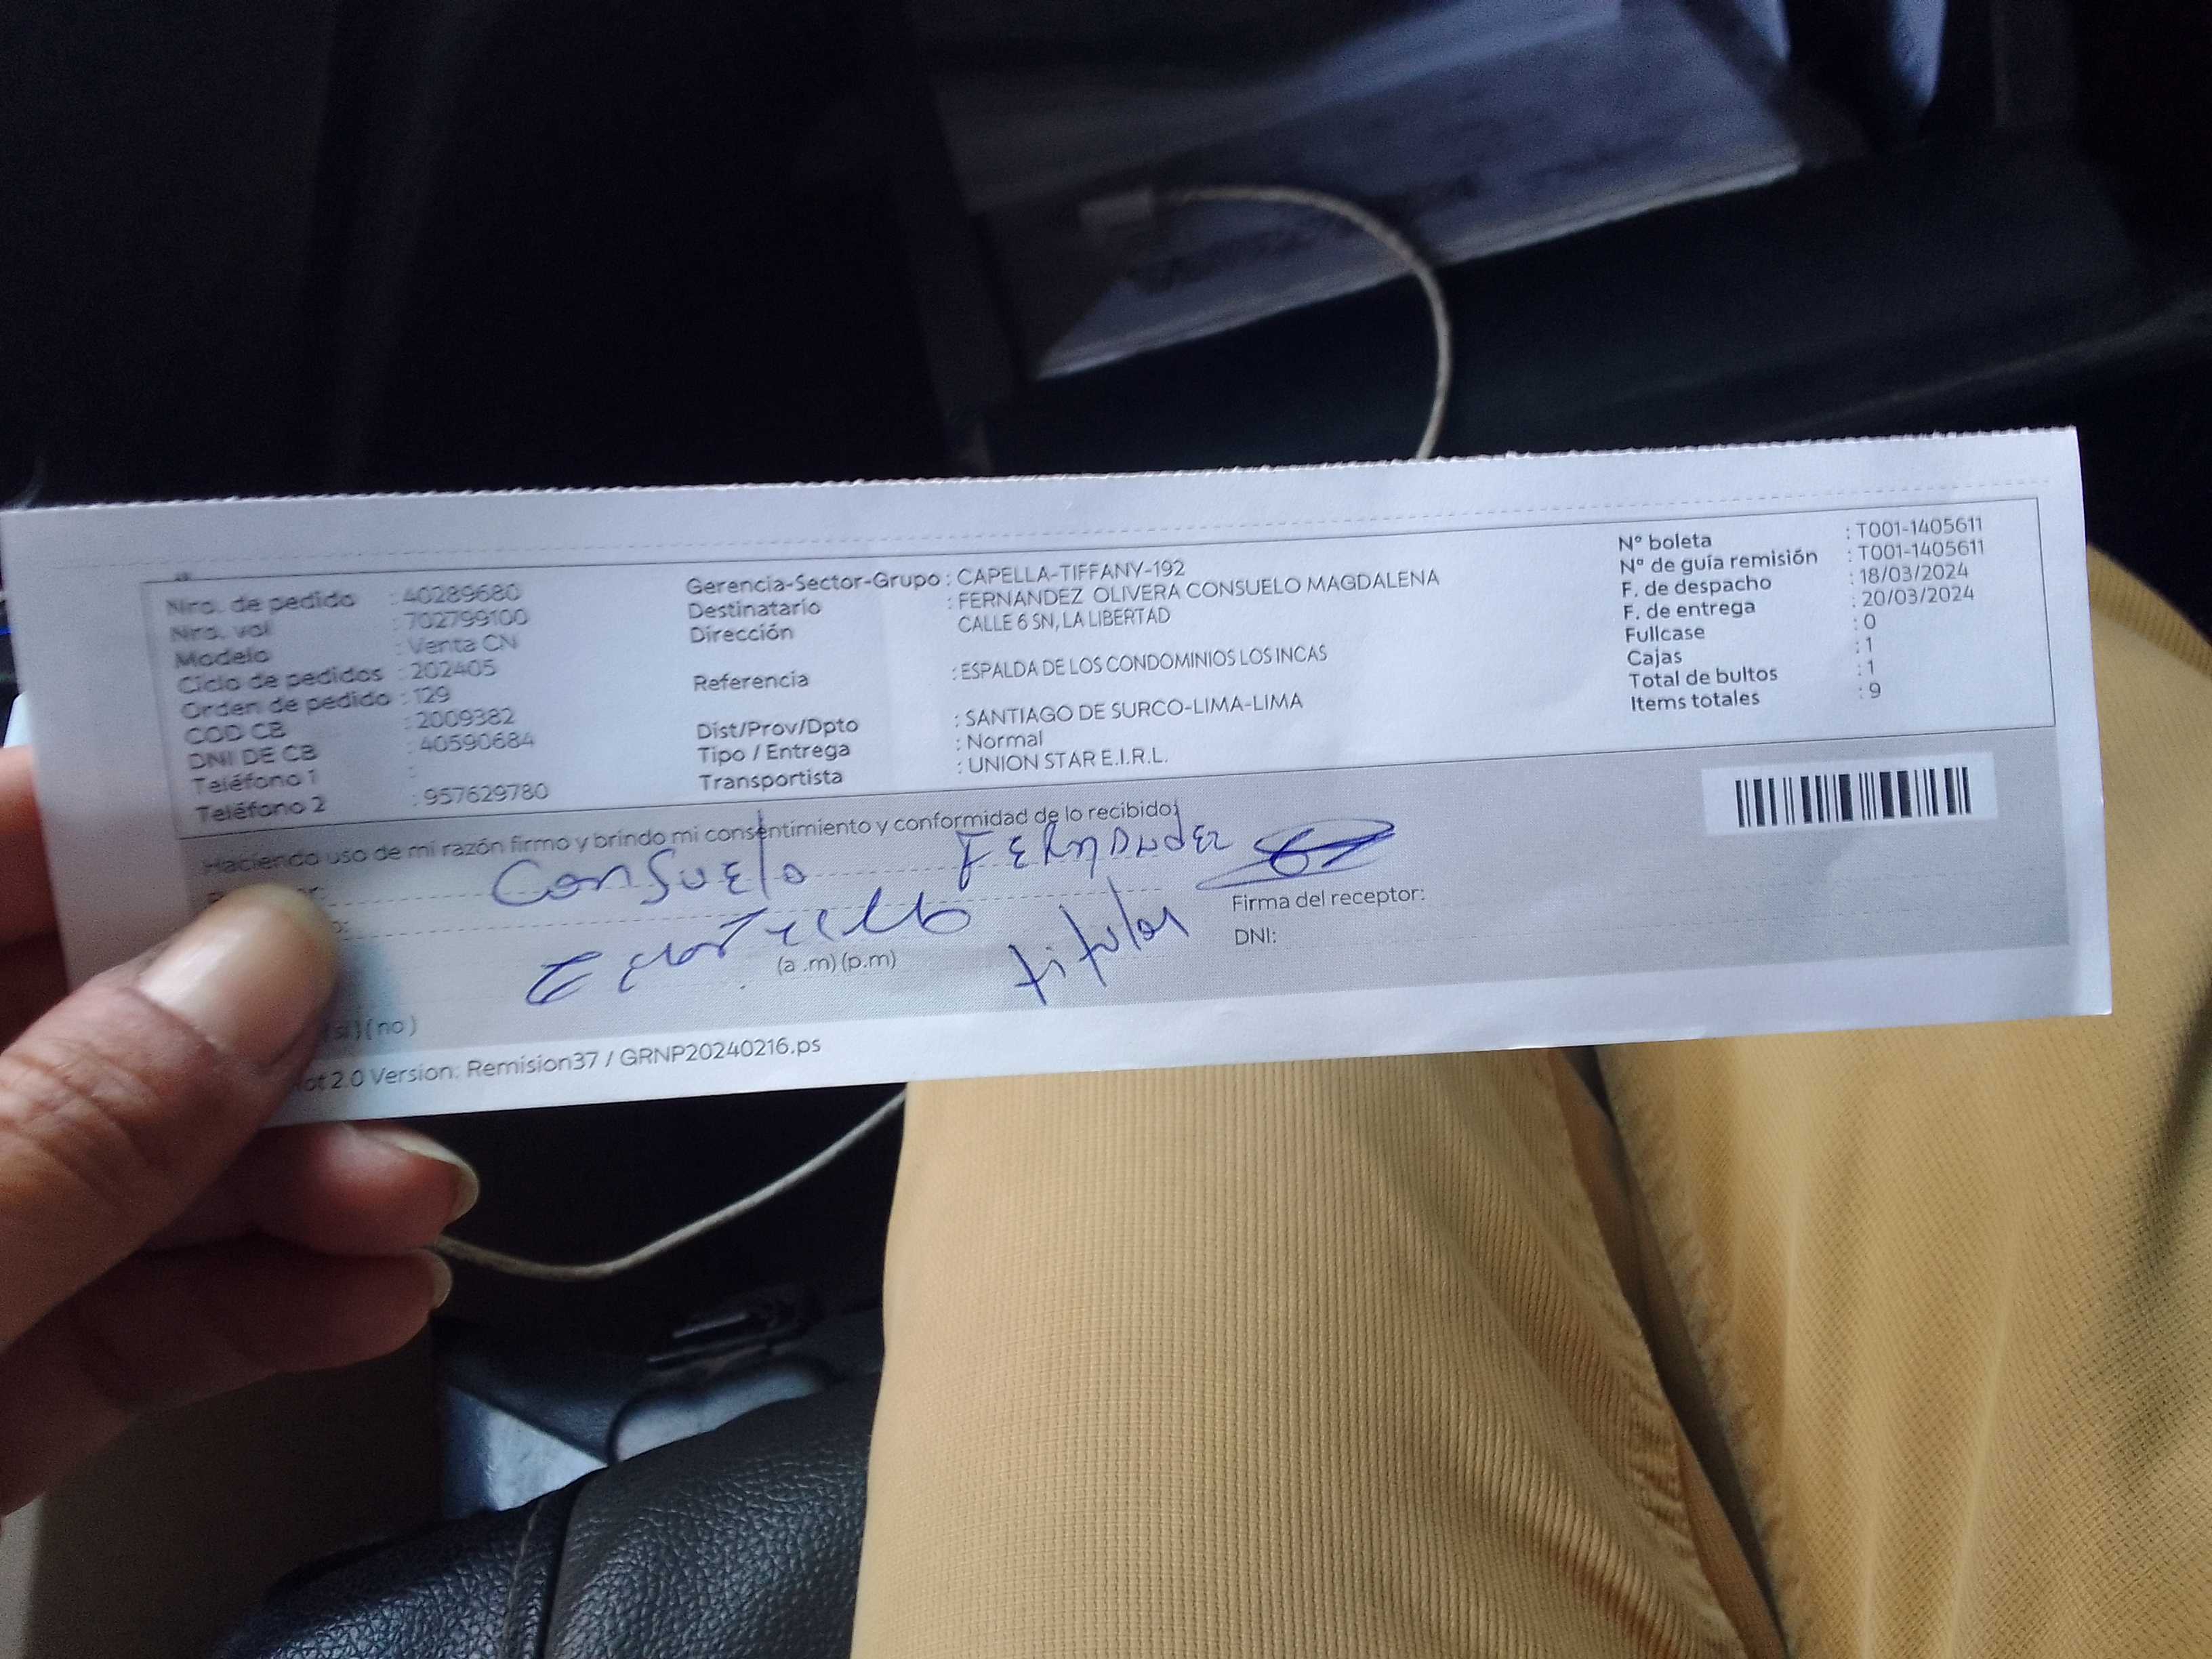 Nro. de pedido : 40289680
Nro. val : 702799100
Modelo : Venta CN
Ciclo de pedidos : 202405
Orden de pedido : 129
COD CB : 2009382
DNI DE CB : 40590684
Teléfono 1 :
Teléfono 2 : 957629780
Gerencia-Sector-Grupo : CAPELLA-TIFFANY-192
Destinatario : FERNANDEZ OLIVERA CONSUELO MAGDALENA
Dirección CALLE 6 SN, LA LIBERTAD
Referencia : ESPALDA DE LOS CONDOMINIOS LOS INCAS
Dist/Prov/Dpto : SANTIAGO DE SURCO-LIMA-LIMA
Tipo / Entrega : Normal
Transportista : UNION STAR E.I.R.L.
N° boleta : T001-1405611
N° de guía remisión : T001-1405611
F. de despacho : 18/03/2024
F. de entrega : 20/03/2024
Fullcase : 0
Cajas : 1
Total de bultos : 1
Items totales : 9
Haciendo uso de mi razón firmo y brindo mi consentimiento y conformidad de lo recibido:
Consuelo FERNANDEZ
titular
Firma del receptor:
(a .m) (p.m)
DNI:
(si) (no)
2.0 Version: Remision37 / GRNP20240216.ps